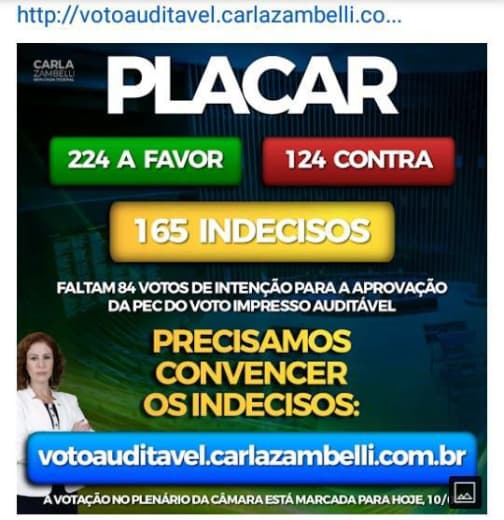 http://votoauditavel.carlazambelli.co...
CARLA
ZAMBELLI
DEPUTADA FEDERAL
PLACAR
224 A FAVOR
124 CONTRA
165 INDECISOS
FALTAM 84 VOTOS DE INTENÇÃO PARA A APROVAÇÃO
DA PEC DO VOTO IMPRESSO AUDITÁVEL
PRECISAMOS
CONVENCER
OS INDECISOS:
votoauditavel.carlazambelli.com.br
A VOTAÇÃO NO PLENÁRIO DA CÂMARA ESTÁ MARCADA PARA HOJE, 10/